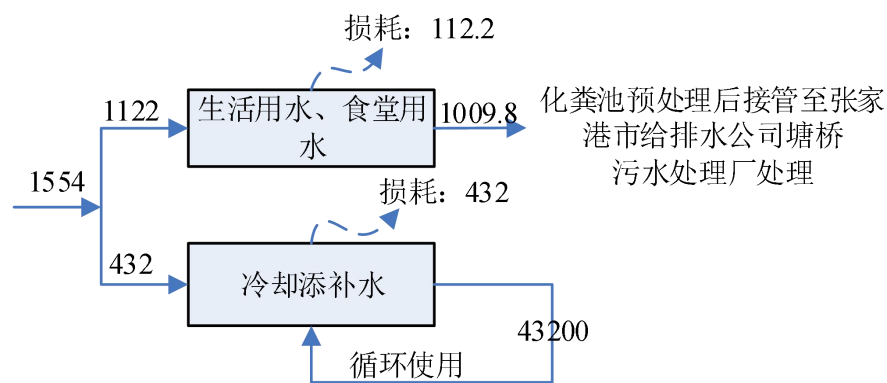 损耗：112.2
1122
生活用水、食堂用
水
1009.8
化粪池预处理后接管至张家
港市给排水公司塘桥
污水处理厂处理
1554
损耗：432
432
冷却添补水
43200
循环使用